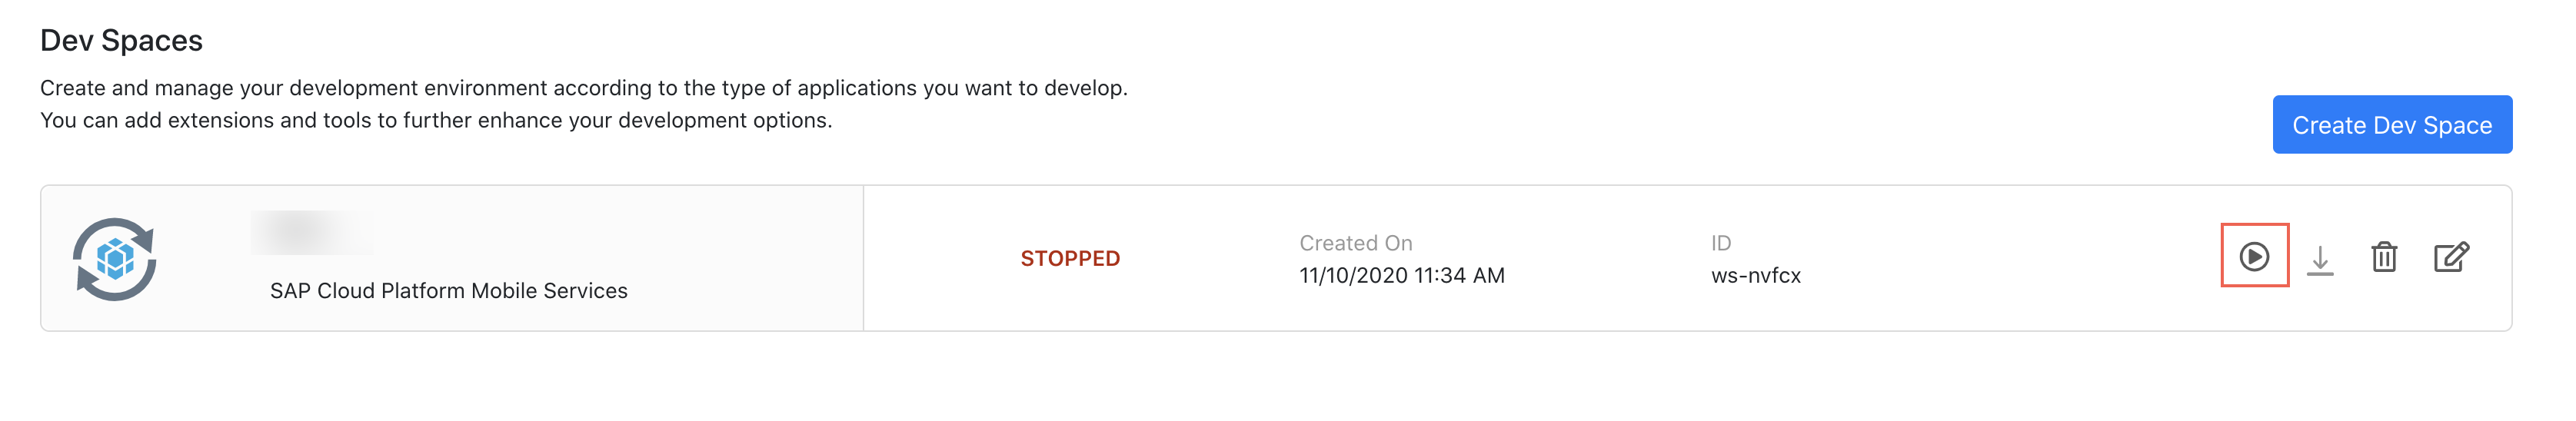 Dev Spaces
Create and manage your development environment according to the type of applications you want to develop.
You can add extensions and tools to further enhance your development options.
Create Dev Space
SAP Cloud Platform Mobile Services
STOPPED
Created On
11/10/2020 11:34 AM
ID
ws-nvfcx